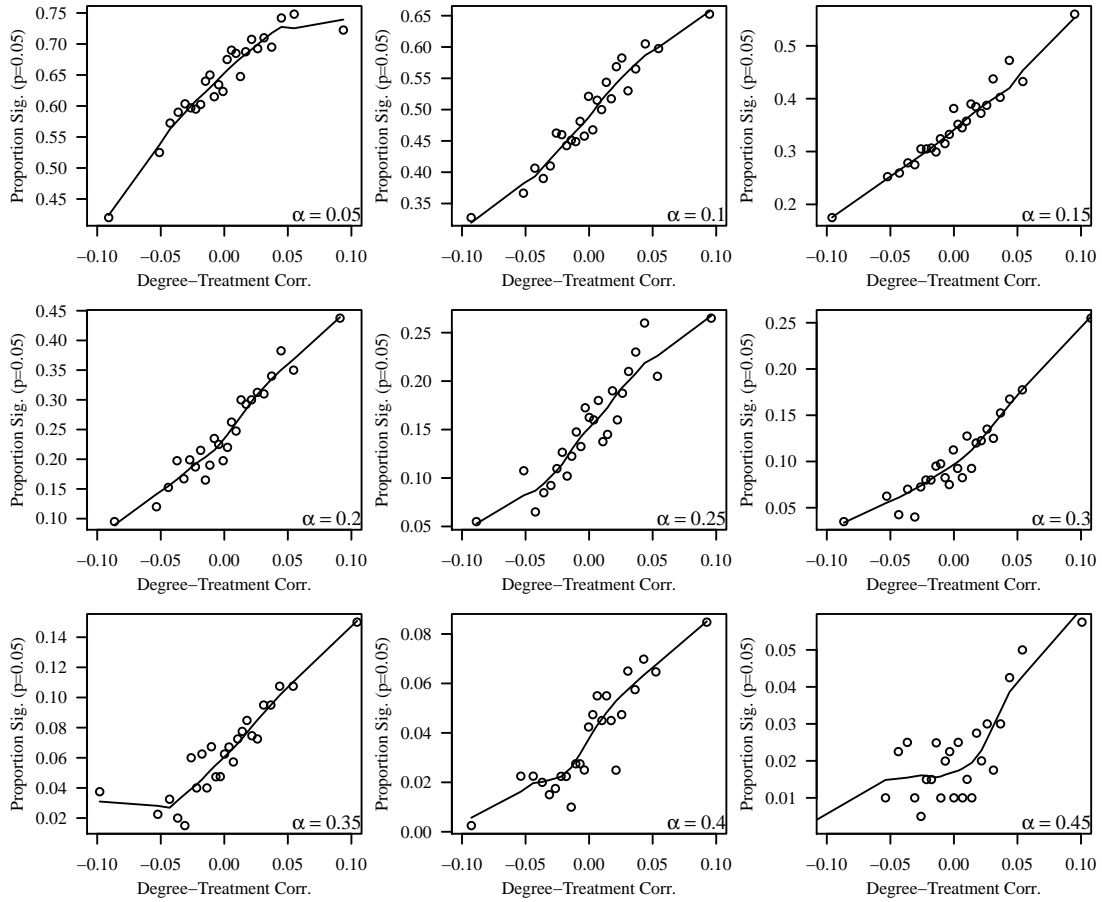 Proportion Sig. (p=0.05)
0.75
0.70
0.65
0.60
0.55
0.50
0.45
α = 0.05
−0.10 −0.05 0.00 0.05 0.10
Degree−Treatment Corr.
Proportion Sig. (p=0.05)
0.65
0.60
0.55
0.50
0.45
0.40
0.35
α = 0.1
−0.10 −0.05 0.00 0.05 0.10
Degree−Treatment Corr.
Proportion Sig. (p=0.05)
0.5
0.4
0.3
0.2
α = 0.15
−0.10 −0.05 0.00 0.05 0.10
Degree−Treatment Corr.
Proportion Sig. (p=0.05)
0.45
0.40
0.35
0.30
0.25
0.20
0.15
0.10
α = 0.2
−0.10 −0.05 0.00 0.05 0.10
Degree−Treatment Corr.
Proportion Sig. (p=0.05)
0.25
0.20
0.15
0.10
0.05
α = 0.25
−0.10 −0.05 0.00 0.05 0.10
Degree−Treatment Corr.
Proportion Sig. (p=0.05)
0.25
0.20
0.15
0.10
0.05
α = 0.3
−0.10 −0.05 0.00 0.05 0.10
Degree−Treatment Corr.
Proportion Sig. (p=0.05)
0.14
0.12
0.10
0.08
0.06
0.04
0.02
α = 0.35
−0.10 −0.05 0.00 0.05 0.10
Degree−Treatment Corr.
Proportion Sig. (p=0.05)
0.08
0.06
0.04
0.02
0.00
α = 0.4
−0.10 −0.05 0.00 0.05 0.10
Degree−Treatment Corr.
Proportion Sig. (p=0.05)
0.05
0.04
0.03
0.02
0.01
α = 0.45
−0.10 −0.05 0.00 0.05 0.10
Degree−Treatment Corr.